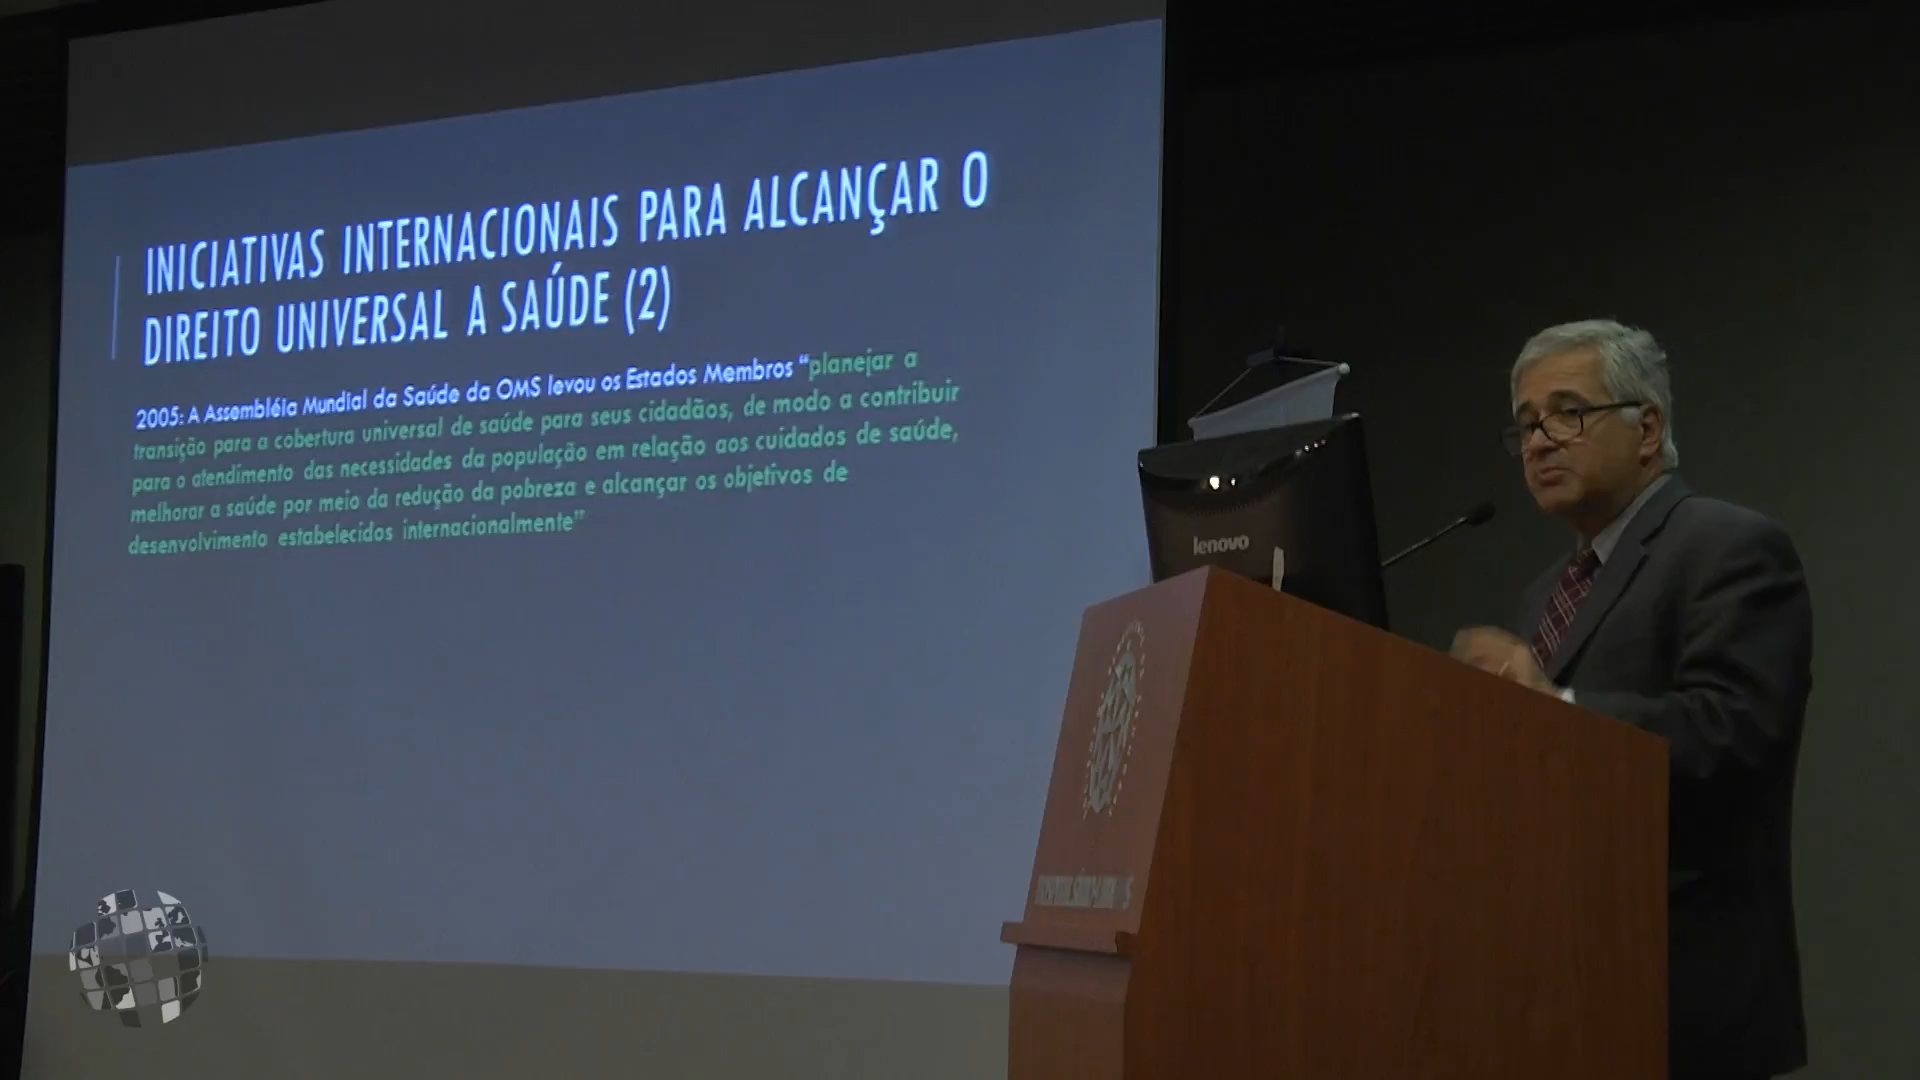 INICIATIVAS INTERNACIONAIS PARA ALCANÇAR O
DIREITO UNIVERSAL A SAÚDE (2)
2005: A Assembléia Mundial da Saúde da OMS levou os Estados Membros “planejar a
transição para a cobertura universal de saúde para seus cidadãos, de modo a contribuir
para o atendimento das necessidades da população em relação aos cuidados de saúde,
melhorar a saúde por meio da redução da pobreza e alcançar os objetivos de
desenvolvimento estabelecidos internacionalmente”
lenovo